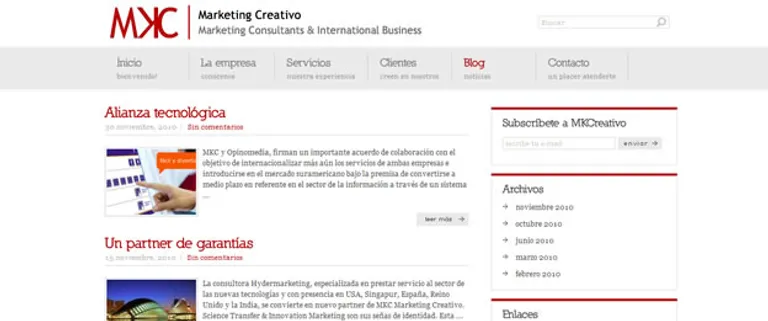 MKC
Marketing Creativo
Marketing Consultants & International Business
Buscar
Inicio
bienvenido!
La empresa
conócenos
Servicios
nuestra experiencia
Clientes
creen en nosotros
Blog
noticias
Contacto
un placer atenderte
Alianza tecnológica
30 noviembre, 2010 | Sin comentarios
MKC y Opinomedia, firman un importante acuerdo de colaboración con el
objetivo de internacionalizar más aún los servicios de ambas empresas e
introducirse en el mercado suramericano bajo la premisa de convertirse a
medio plazo en referente en el sector de la información a través de un sistema
...
leer más
Un partner de garantías
15 noviembre, 2010 | Sin comentarios
La consultora Hydermarketing, especializada en prestar servicio al sector de
las nuevas tecnologías y con presencia en USA, Singapur, España, Reino
Unido y la India, se convierte en nuevo partner de MKC Marketing Creativo.
Science Transfer & Innovation Marketing son sus señas de identidad. Esta ...
Subscríbete a MKCreativo
escribe tu e-mail
enviar
Archivos
noviembre 2010
octubre 2010
junio 2010
marzo 2010
febrero 2010
Enlaces